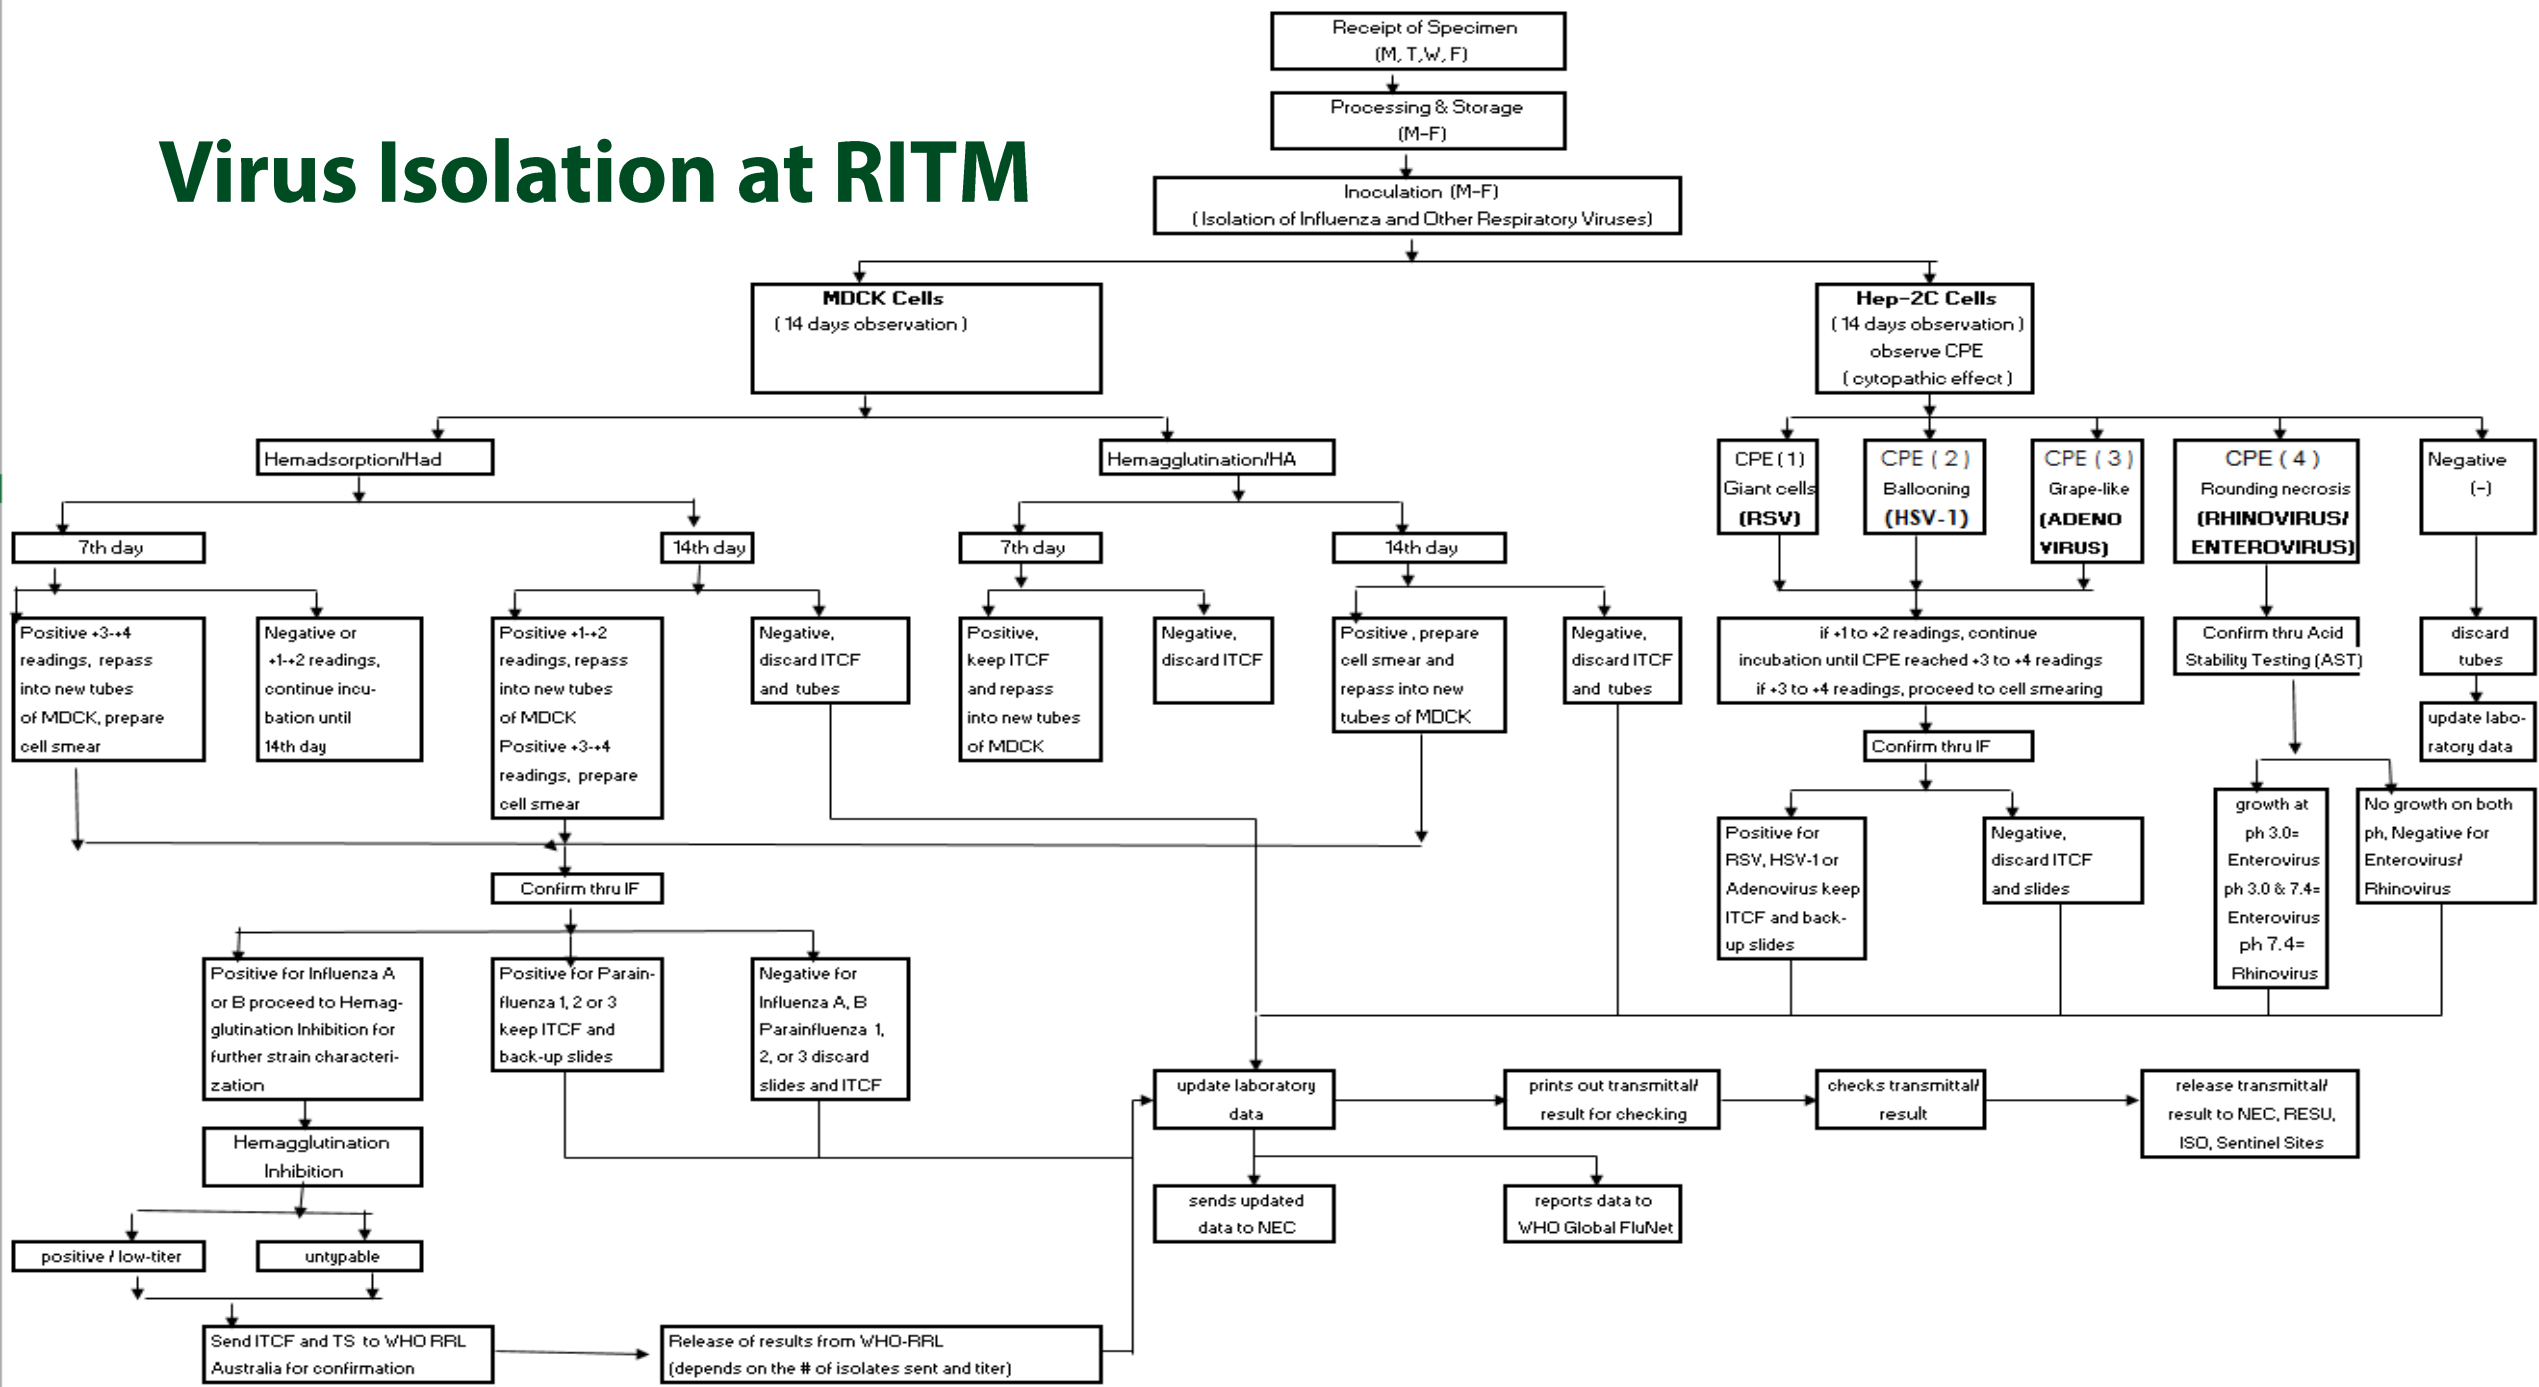 Virus Isolation at RITM
Receipt of Specimen
(M, T,W, F)
Processing & Storage
(M-F)
Inoculation (M-F)
( Isolation of Influenza and Other Respiratory Viruses)
MDCK Cells
( 14 days observation )
Hep-2C Cells
( 14 days observation )
observe CPE
( cytopathic effect )
Hemadsorption/Had
Hemagglutination/HA
CPE ( 1 )
Giant cells
(RSV)
CPE ( 2 )
Ballooning
(HSV-1)
CPE ( 3 )
Grape-like
(ADENO
VIRUS)
CPE ( 4 )
Rounding necrosis
(RHINOVIRUS/
ENTEROVIRUS)
Negative
(-)
7th day
14th day
7th day
14th day
Positive +3-+4
readings, repass
into new tubes
of MDCK, prepare
cell smear
Negative or
+1-+2 readings,
continue incu-
bation until
14th day
Positive +1-+2
readings, repass
into new tubes
of MDCK
Positive +3-+4
readings, prepare
cell smear
Negative,
discard ITCF
and tubes
Positive,
keep ITCF
and repass
into new tubes
of MDCK
Negative,
discard ITCF
Positive , prepare
cell smear and
repass into new
tubes of MDCK
Negative,
discard ITCF
and tubes
if +1 to +2 readings, continue
incubation until CPE reached +3 to +4 readings
if +3 to +4 readings, proceed to cell smearing
Confirm thru Acid
Stability Testing (AST)
discard
tubes
update labo-
ratory data
Confirm thru IF
Positive for
RSV, HSV-1 or
Adenovirus keep
ITCF and back-
up slides
Negative,
discard ITCF
and slides
growth at
ph 3.0=
Enterovirus
ph 3.0 & 7.4=
Enterovirus
ph 7.4=
Rhinovirus
No growth on both
ph, Negative for
Enterovirus/
Rhinovirus
Confirm thru IF
Positive for Influenza A
or B proceed to Hemag-
glutination Inhibition for
further strain characteri-
zation
Positive for Parain-
fluenza 1, 2 or 3
keep ITCF and
back-up slides
Negative for
Influenza A, B
Parainfluenza 1,
2, or 3 discard
slides and ITCF
update laboratory
data
prints out transmittal/
result for checking
checks transmittal/
result
release transmittal/
result to NEC, RESU,
ISO, Sentinel Sites
Hemagglutination
Inhibition
sends updated
data to NEC
reports data to
WHO Global FluNet
positive / low-titer
untypable
Send ITCF and TS to WHO RRL
Australia for confirmation
Release of results from WHO-RRL
(depends on the # of isolates sent and titer)